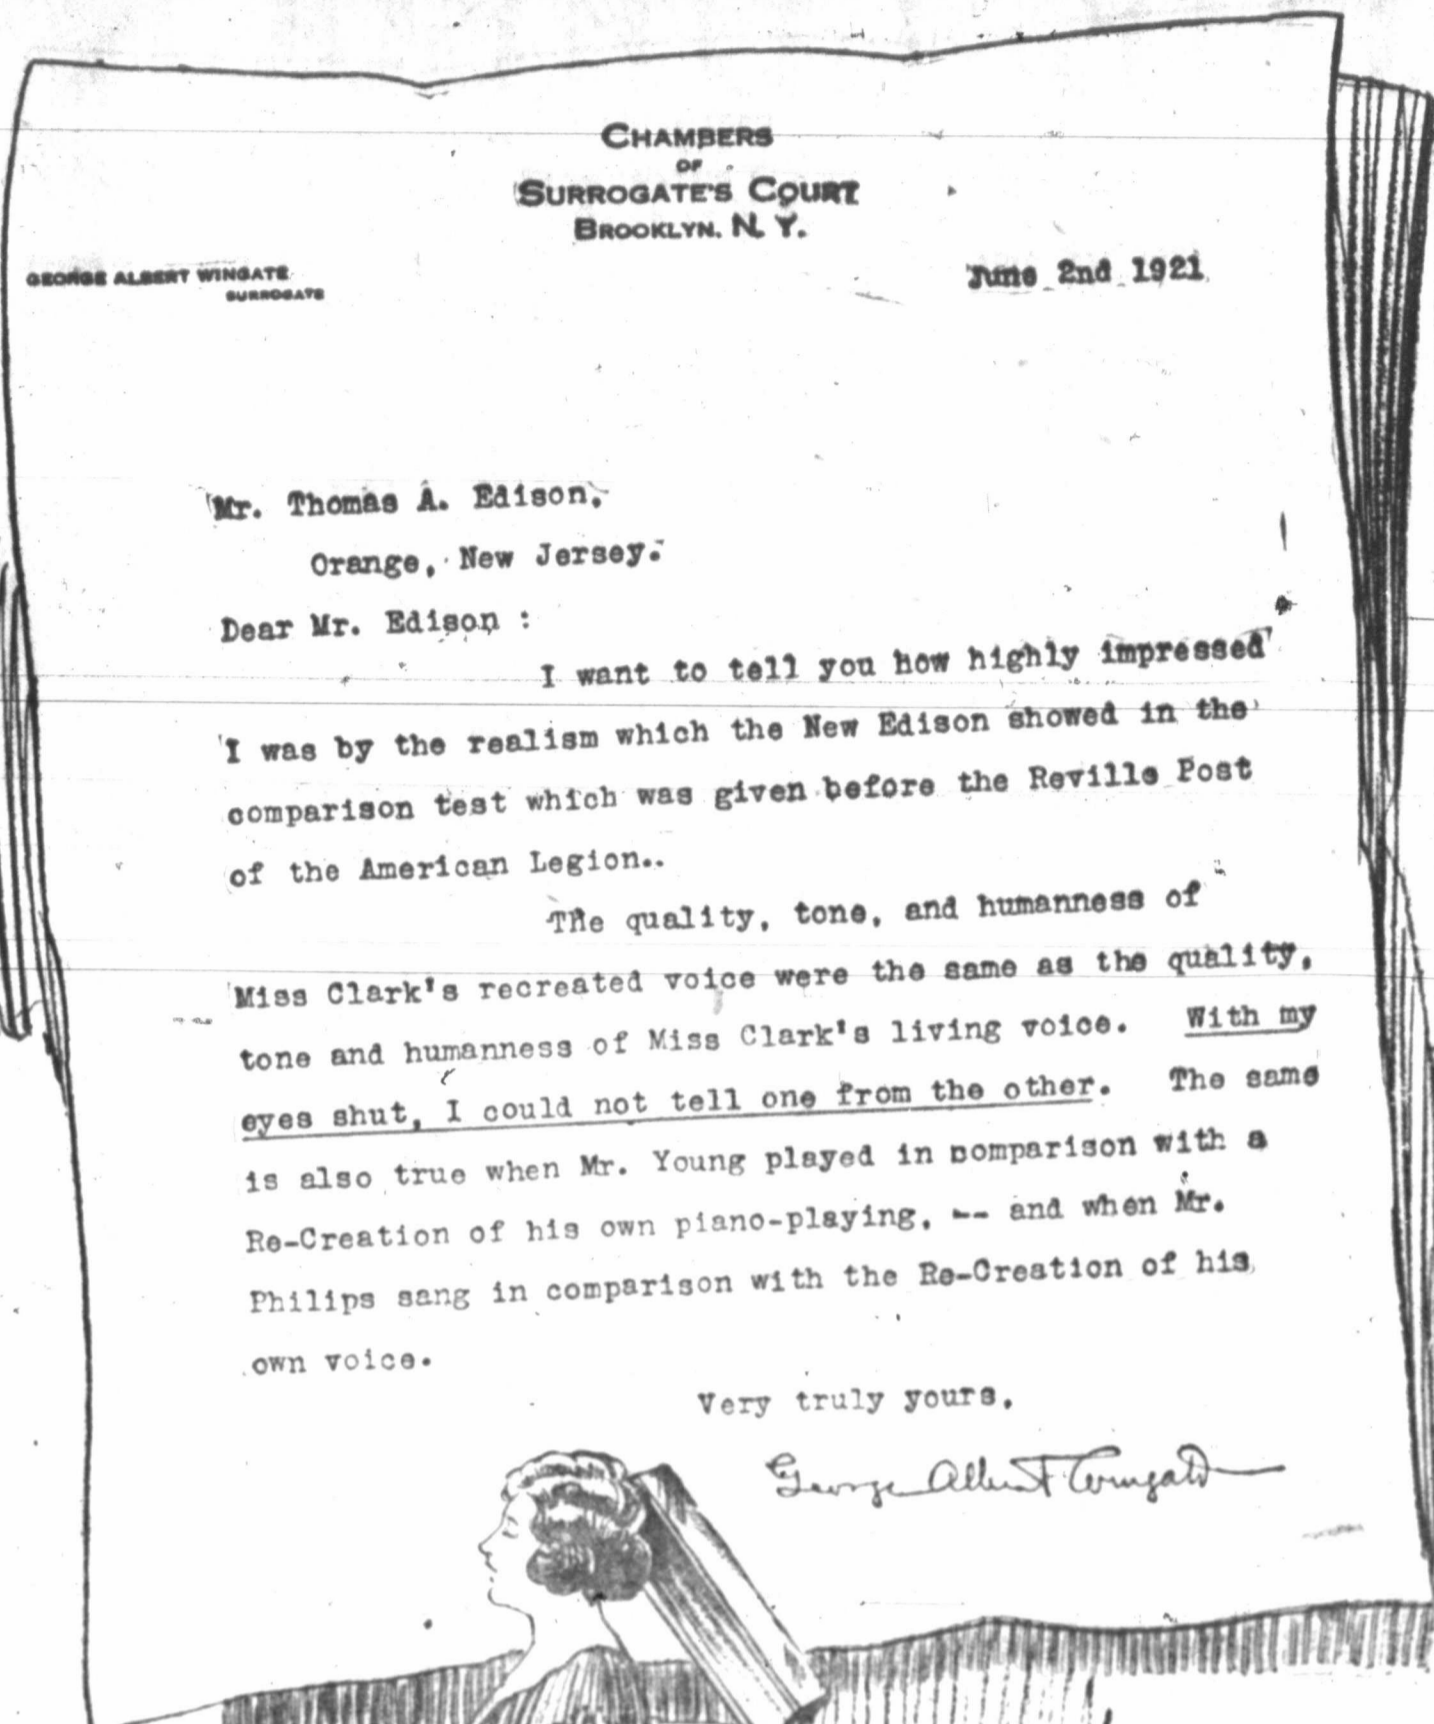 CHAMBERS
OF
SURROGATE'S COURT
BROOKLYN, N. Y.
GEORGE ALBERT WINGATE
SURROGATE
June 2nd 1921
Mr. Thomas A. Edison,
Orange, New Jersey.
Dear Mr. Edison :
I want to tell you how highly impressed
I was by the realism which the New Edison showed in the
comparison test which was given before the Reville Post
of the American Legion..
The quality, tone, and humanness of
Miss Clark's recreated voice were the same as the quality,
tone and humanness of Miss Clark's living voice. With my
eyes shut, I could not tell one from the other. The same
is also true when Mr. Young played in comparison with a
Re-Creation of his own piano-playing, -- and when Mr.
Philips sang in comparison with the Re-Creation of his
own voice.
Very truly yours,
George Albert Wingate